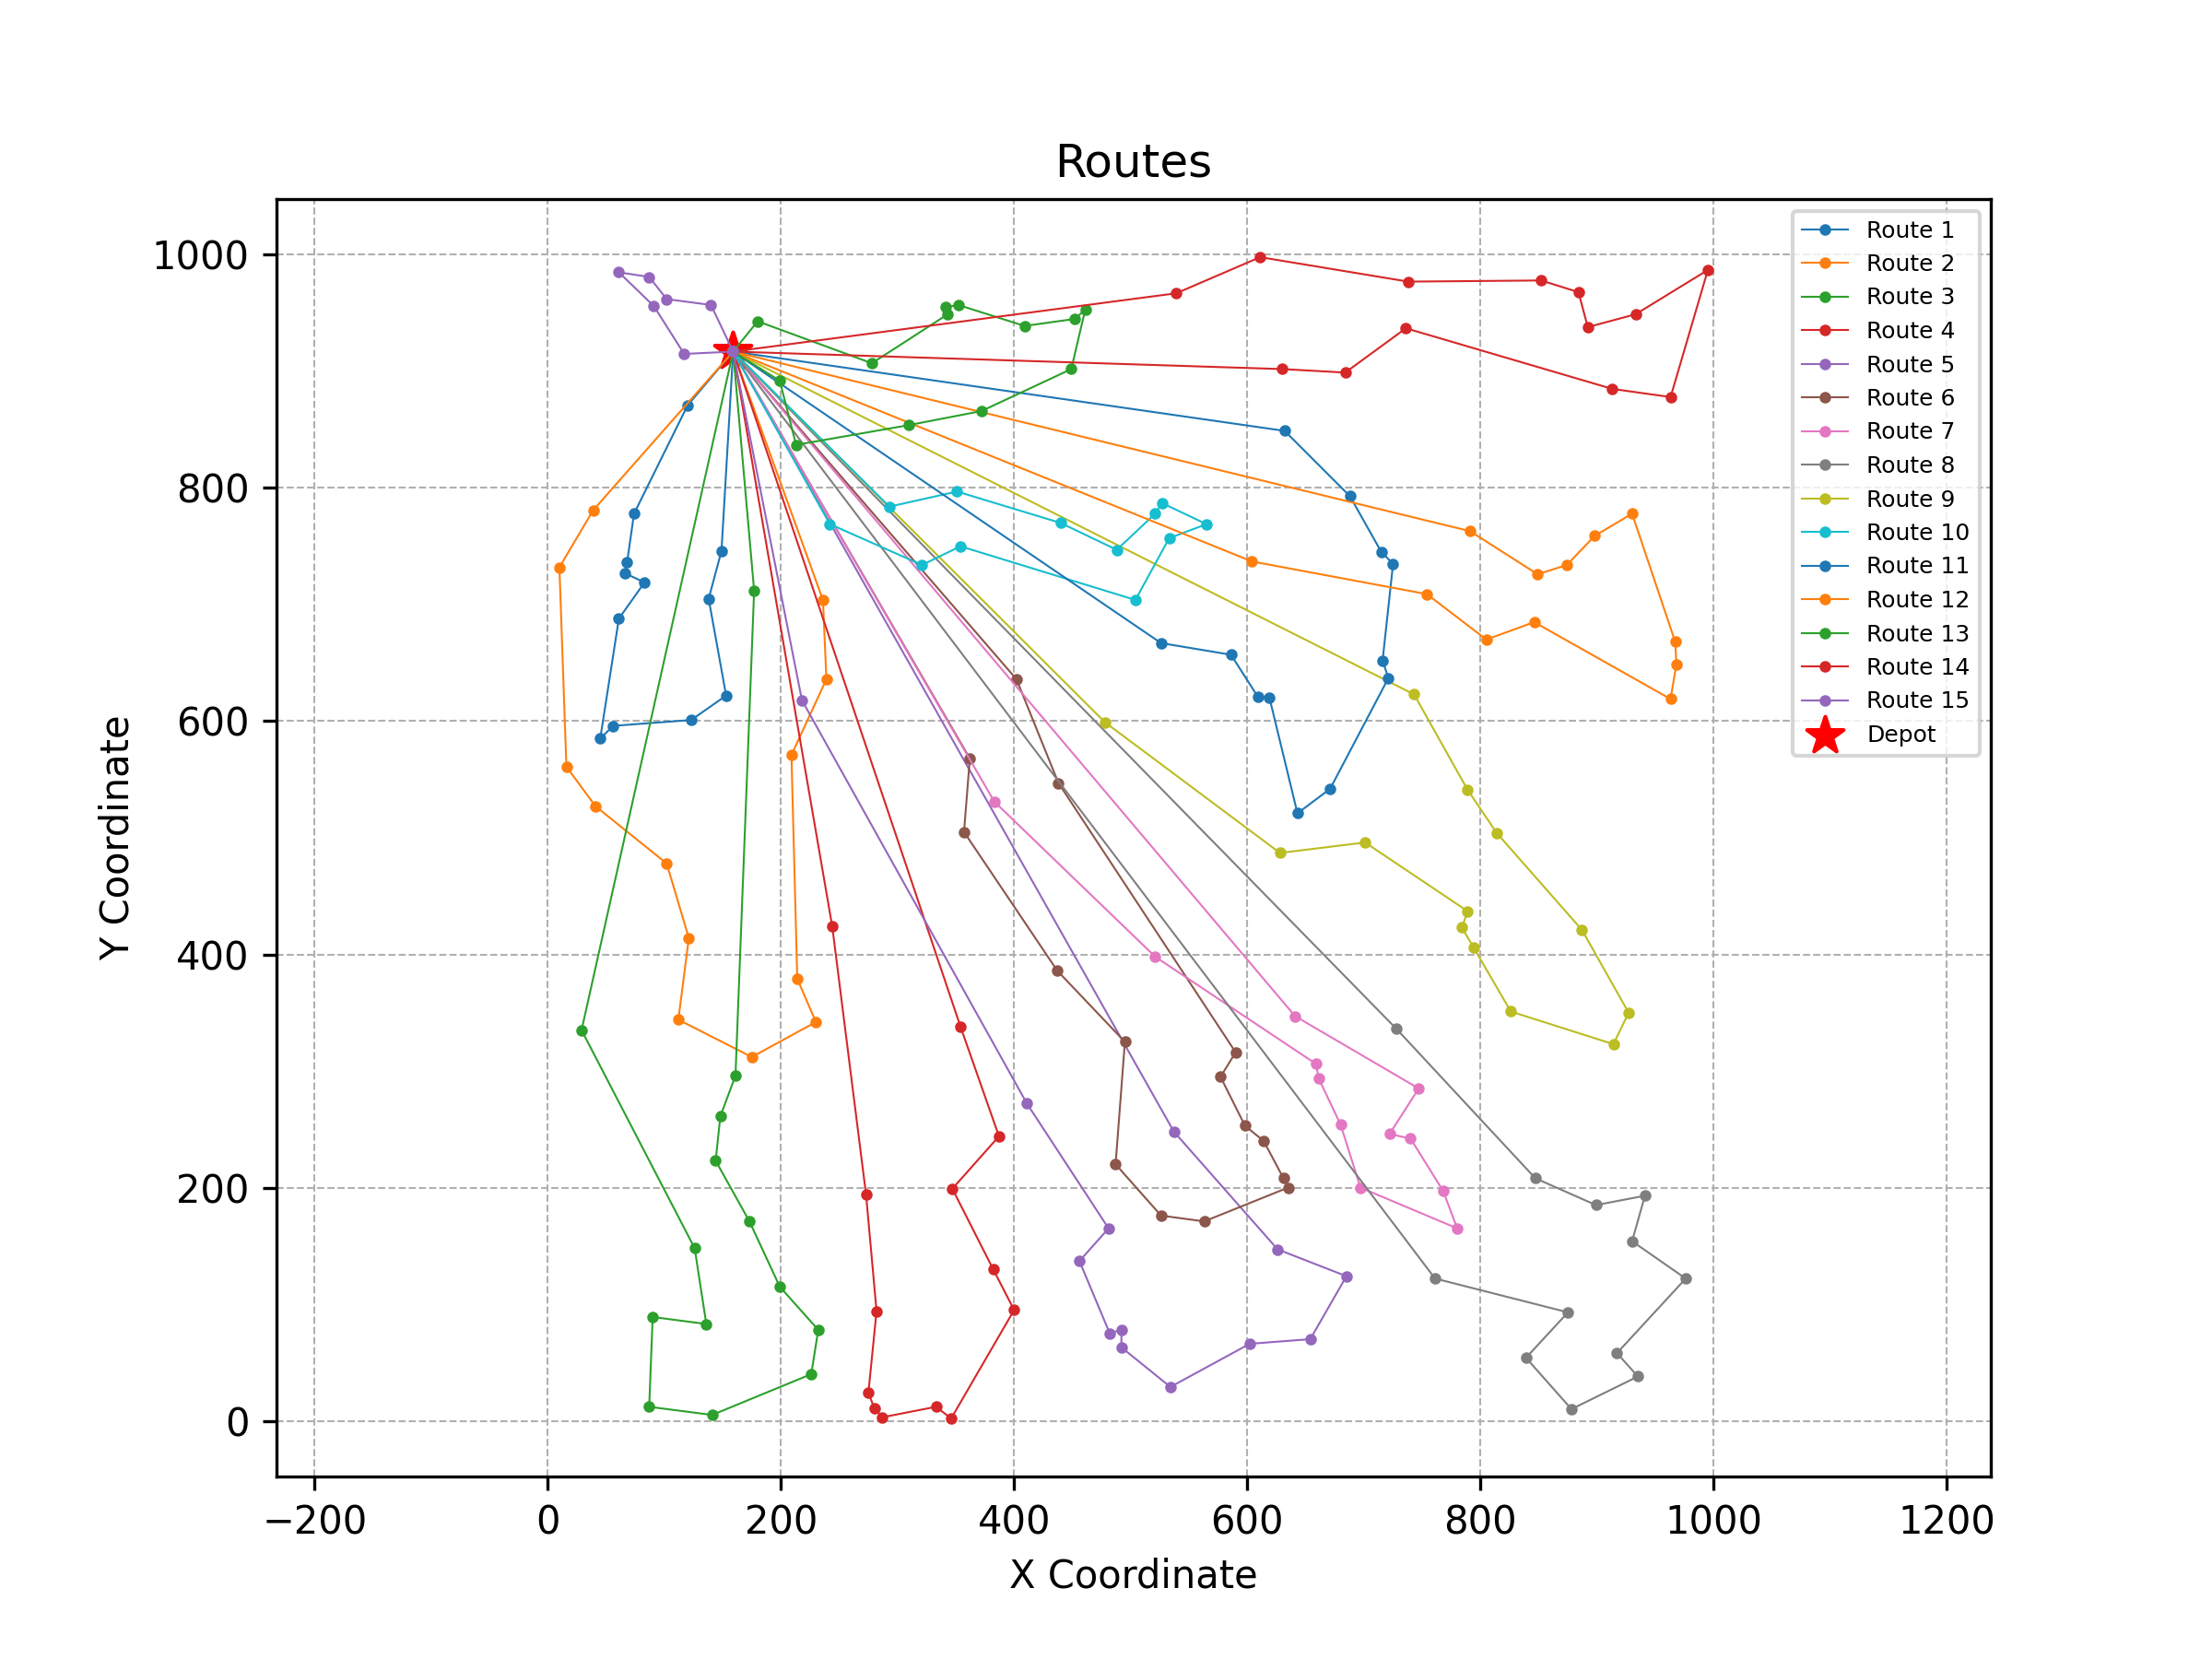 Routes
1000
800
600
400
200
0
Y Coordinate
−200 0 200 400 600 800 1000 1200
X Coordinate
Route 1
Route 2
Route 3
Route 4
Route 5
Route 6
Route 7
Route 8
Route 9
Route 10
Route 11
Route 12
Route 13
Route 14
Route 15
Depot